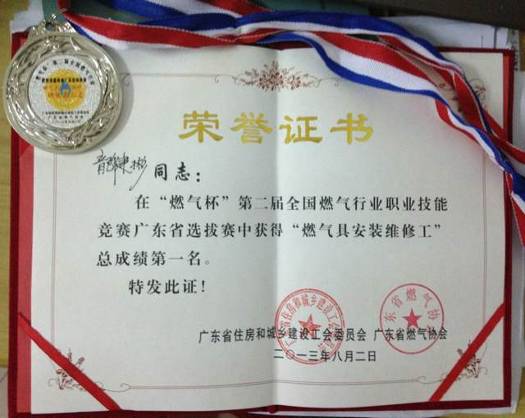 荣誉证书
同志：
在“燃气杯”第二届全国燃气行业职业技能
竞赛广东省选拔赛中获得“燃气具安装维修工”
总成绩第一名。
特发此证！
广东省住房和城乡建设工会委员会 广东省燃气协会
二〇一三年八月二日